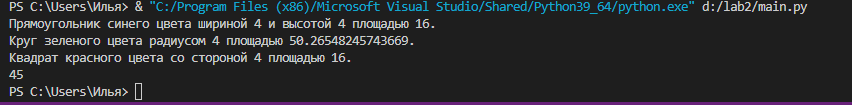 PS C:\Users\Илья> & "C:/Program Files (x86)/Microsoft Visual Studio/Shared/Python39_64/python.exe" d:/lab2/main.py
Прямоугольник синего цвета шириной 4 и высотой 4 площадью 16.
Круг зеленого цвета радиусом 4 площадью 50.26548245743669.
Квадрат красного цвета со стороной 4 площадью 16.
45
PS C:\Users\Илья>